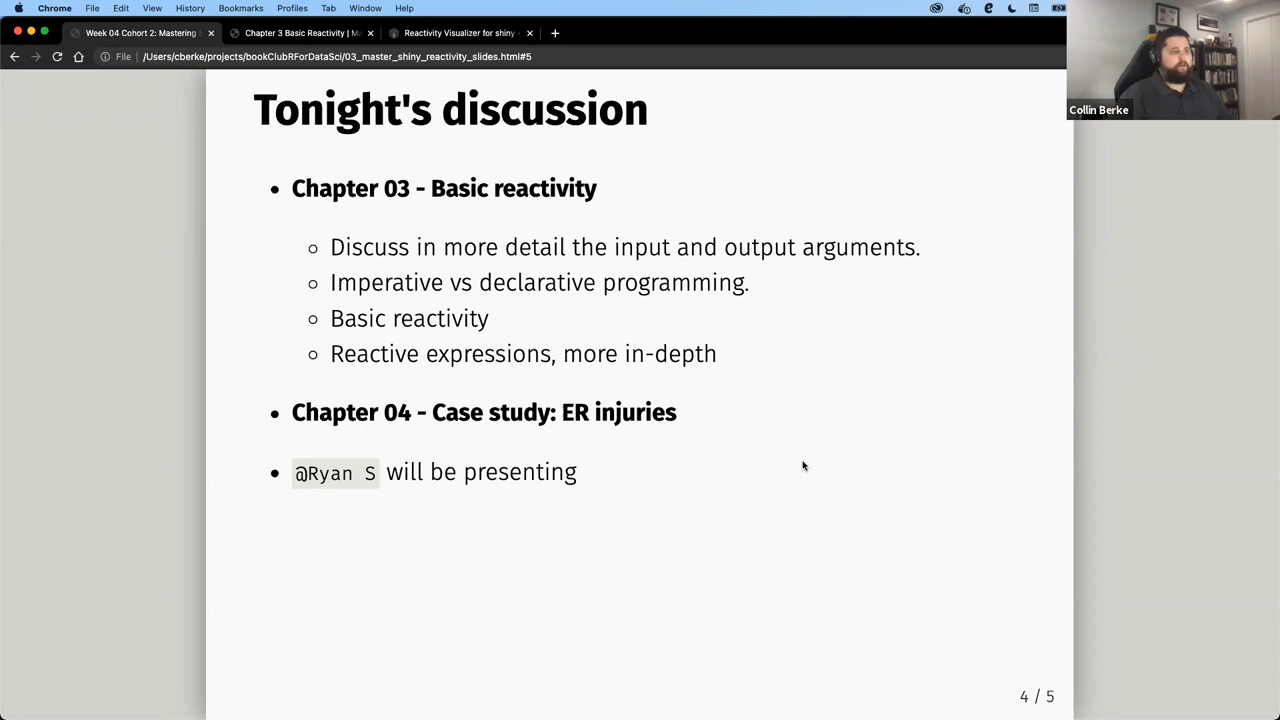 Chrome File Edit View History Bookmarks Profiles Tab Window Help
Week 04 Cohort 2: Mastering S
Chapter 3 Basic Reactivity | Ma
Reactivity Visualizer for shiny
File /Users/cberke/projects/bookClubRForDataSci/03_master_shiny_reactivity_slides.html#5
Collin Berke
Tonight's discussion
Chapter 03 - Basic reactivity
Discuss in more detail the input and output arguments.
Imperative vs declarative programming.
Basic reactivity
Reactive expressions, more in-depth
Chapter 04 - Case study: ER injuries
@Ryan S will be presenting
4 / 5